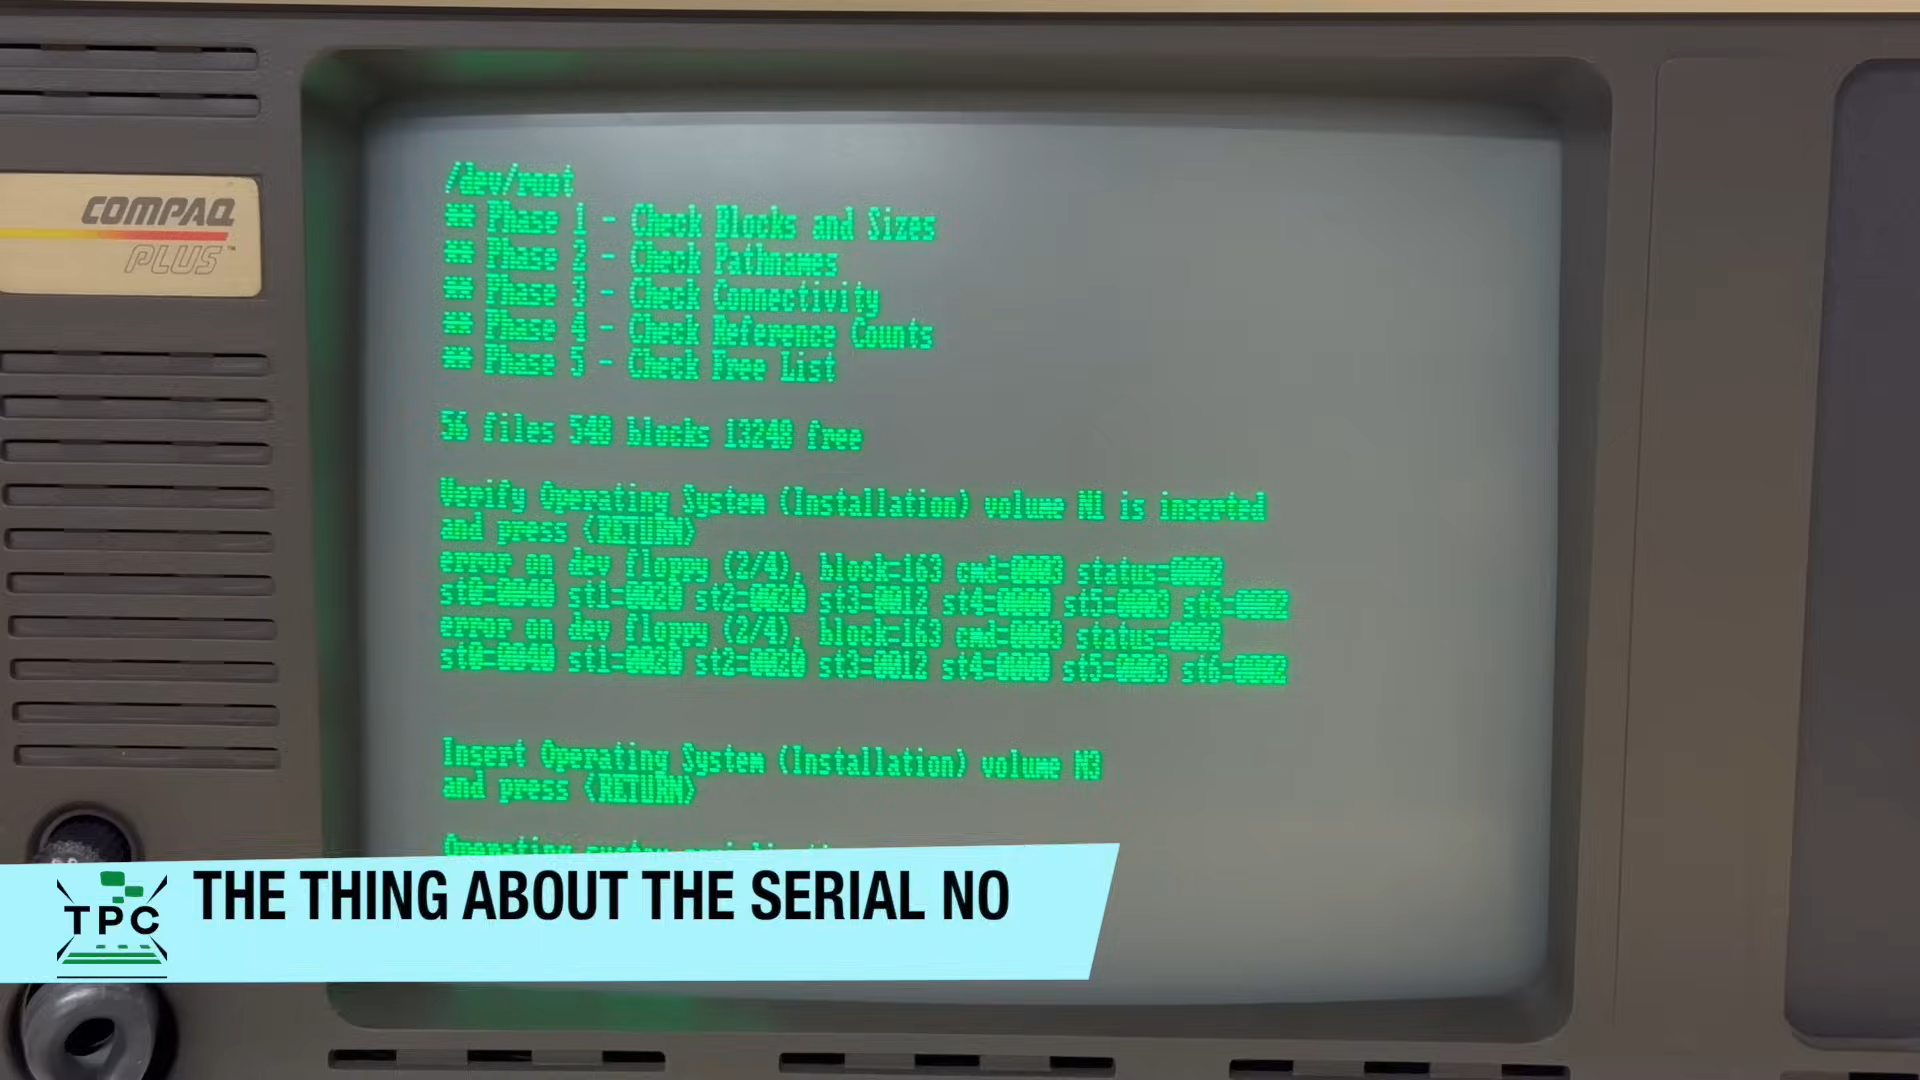 COMPAQ
PLUS™
/dev/root
** Phase 1 - Check Blocks and Sizes
** Phase 2 - Check Pathnames
** Phase 3 - Check Connectivity
** Phase 4 - Check Reference Counts
** Phase 5 - Check Free List
56 files 540 blocks 13240 free
Verify Operating System (Installation) volume N1 is inserted
and press <RETURN>
error on dev floppy (2/4), block=163 cmd=0003 status=0002
st0=0040 st1=0020 st2=0020 st3=0012 st4=0000 st5=0003 st6=0002
error on dev floppy (2/4), block=163 cmd=0003 status=0002
st0=0040 st1=0020 st2=0020 st3=0012 st4=0000 st5=0003 st6=0002
Insert Operating System (Installation) volume N3
and press <RETURN>
Operating system
THE THING ABOUT THE SERIAL NO
TPC